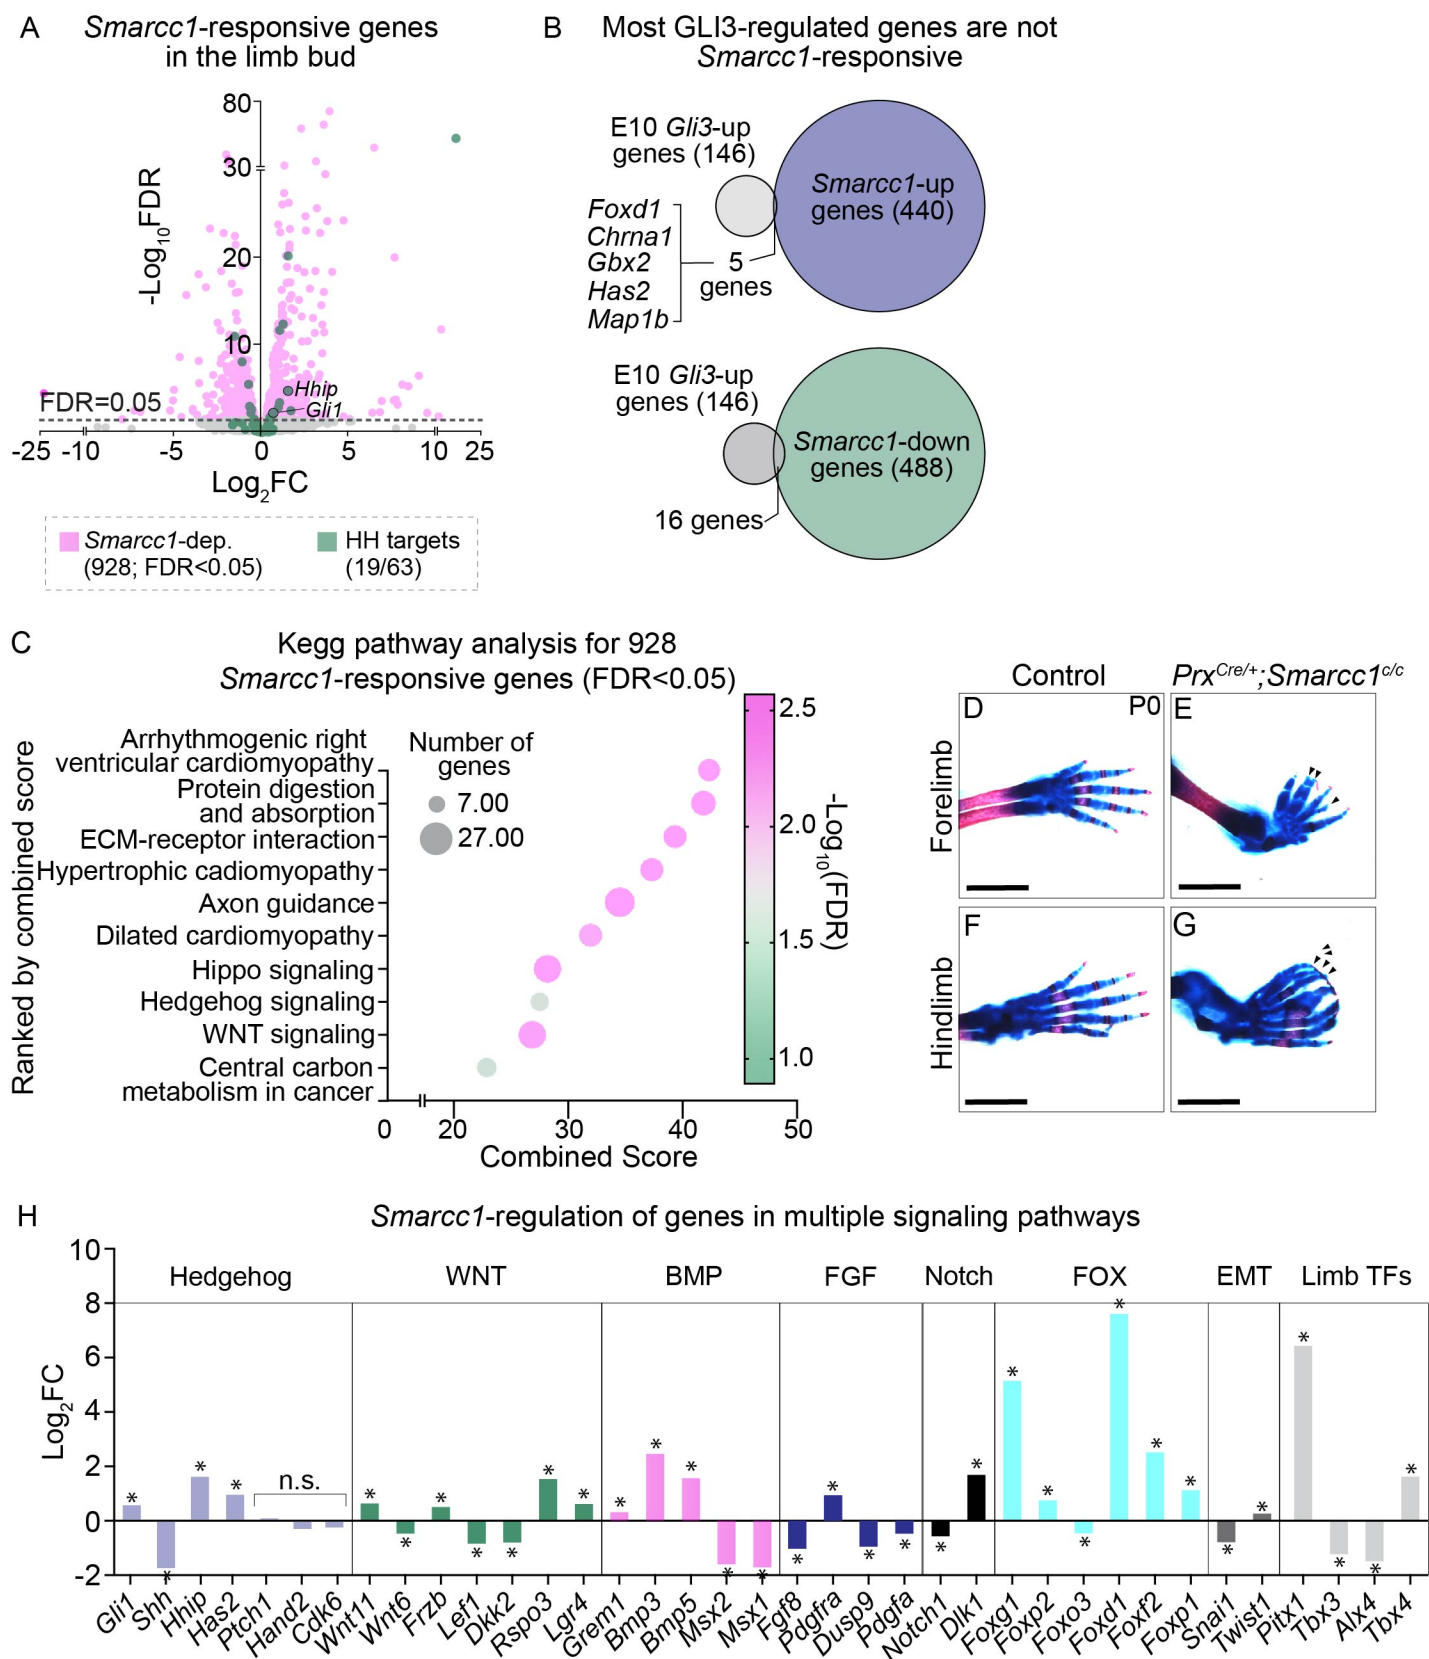 A
Smarcc1-responsive genes
in the limb bud
80
30
20
10
-Log10FDR
Hhip
Gli1
FDR=0.05
-25 -10 -5 0 5 10 25
Log2FC
Smarcc1-dep.
(928; FDR<0.05)
HH targets
(19/63)
B
Most GLI3-regulated genes are not
Smarcc1-responsive
E10 Gli3-up
genes (146)
Smarcc1-up
genes (440)
Foxd1
Chrna1
Gbx2
Has2
Map1b
5
genes
E10 Gli3-up
genes (146)
Smarcc1-down
genes (488)
16 genes
C
Kegg pathway analysis for 928
Smarcc1-responsive genes (FDR<0.05)
Ranked by combined score
Arrhythmogenic right
ventricular cardiomyopathy
Protein digestion
and absorption
ECM-receptor interaction
Hypertrophic cadiomyopathy
Axon guidance
Dilated cardiomyopathy
Hippo signaling
Hedgehog signaling
WNT signaling
Central carbon
metabolism in cancer
Number of
genes
7.00
27.00
2.5
2.0
1.5
1.0
-Log10(FDR)
0 20 30 40 50
Combined Score
Control
PrxCre/+;Smarcc1c/c
Forelimb
D
P0
E
Hindlimb
F
G
H
Smarcc1-regulation of genes in multiple signaling pathways
Log2FC
10
8
6
4
2
0
-2
Hedgehog
WNT
BMP
FGF
Notch
FOX
EMT
Limb TFs
* * * * n.s. * * * * * * * * * * * * * * * * * * * * * * * * * * * * * *
Gli1
Shh
Hhip
Has2
Ptch1
Hand2
Cdk6
Wnt11
Wnt6
Frzb
Lef1
Dkk2
Rspo3
Lgr4
Grem1
Bmp3
Bmp5
Msx2
Msx1
Fgf8
Pdgfra
Dusp9
Pdgfa
Notch1
Dlk1
Foxg1
Foxp2
Foxo3
Foxd1
Foxf2
Foxp1
Snai1
Twist1
Pitx1
Tbx3
Alx4
Tbx4